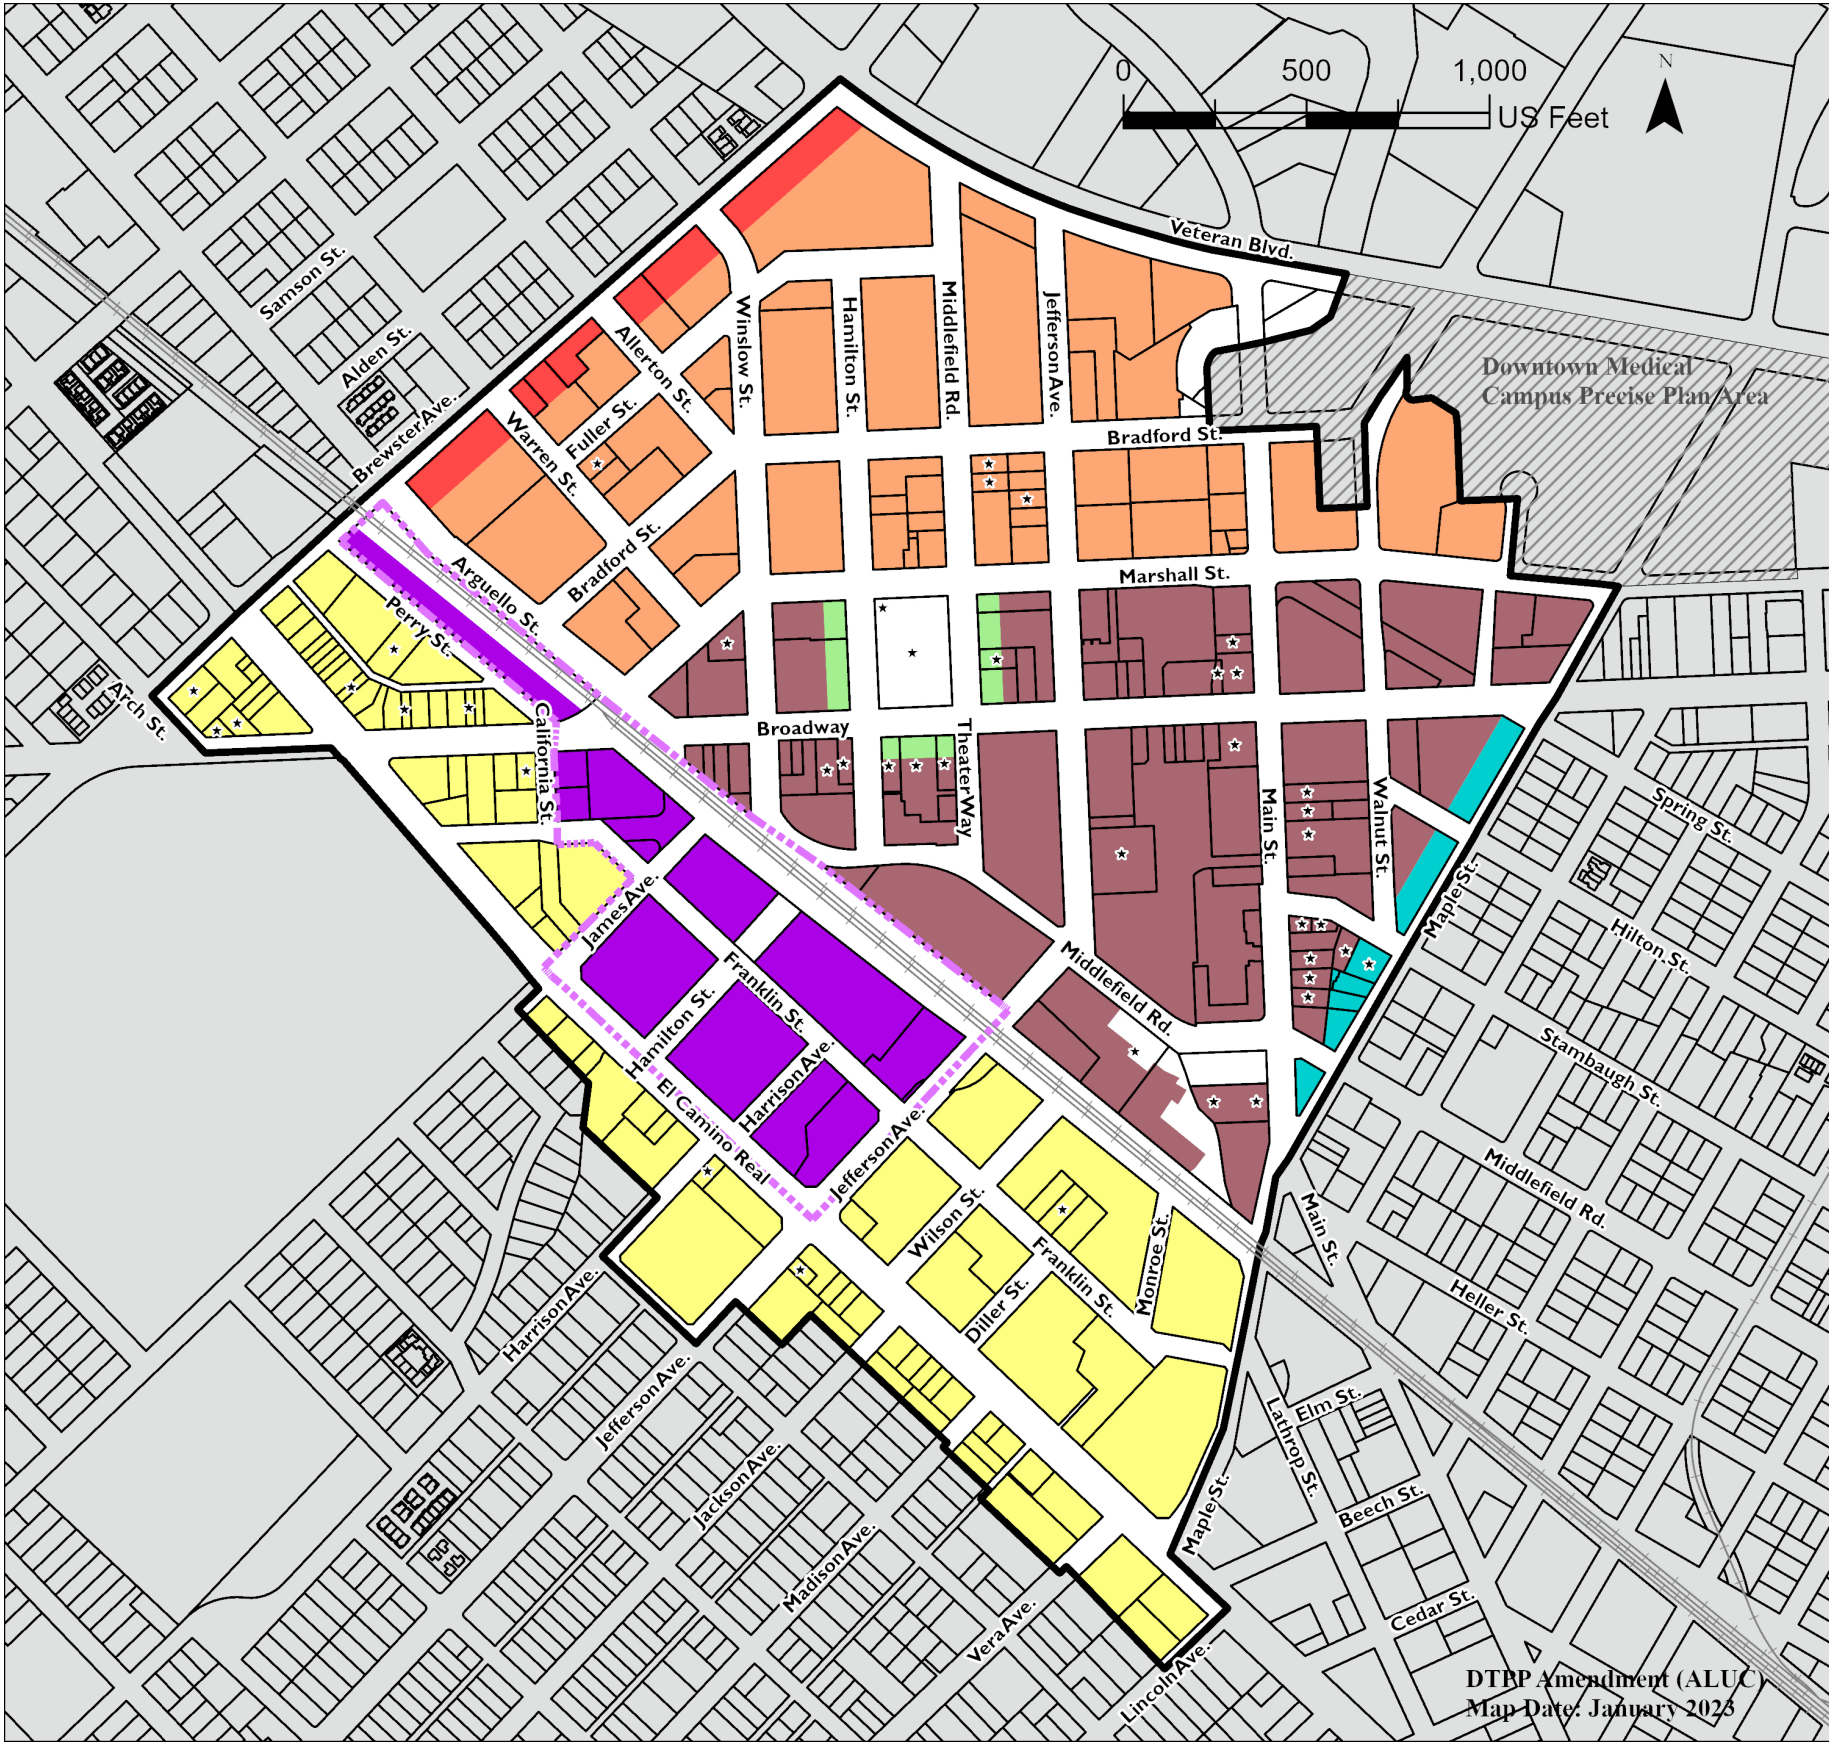 0 500 1,000
US Feet
N
Veteran Blvd.
Samson St.
Alden St.
Brewster Ave.
Winslow St.
Hamilton St.
Middlefield Rd.
Jefferson Ave.
Allerton St.
Fuller St.
Warren St.
Downtown Medical
Campus Precise Plan Area
Bradford St.
Bradford St.
Marshall St.
Arguello St.
Perry St.
Arch St.
California St.
Broadway
Theater Way
Main St.
Walnut St.
Spring St.
Maple St.
Hilton St.
James Ave.
Franklin St.
Hamilton St.
Harrison Ave.
El Camino Real
Jefferson Ave.
Middlefield Rd.
Stambaugh St.
Middlefield Rd.
Main St.
Heller St.
Wilson St.
Franklin St.
Monroe St.
Diller St.
Harrison Ave.
Jefferson Ave.
Jackson Ave.
Madison Ave.
Vera Ave.
Lincoln Ave.
Maple St.
Lathrop St.
Elm St.
Beech St.
Cedar St.
DTPP Amendment (ALUC)
Map Date: January 2023